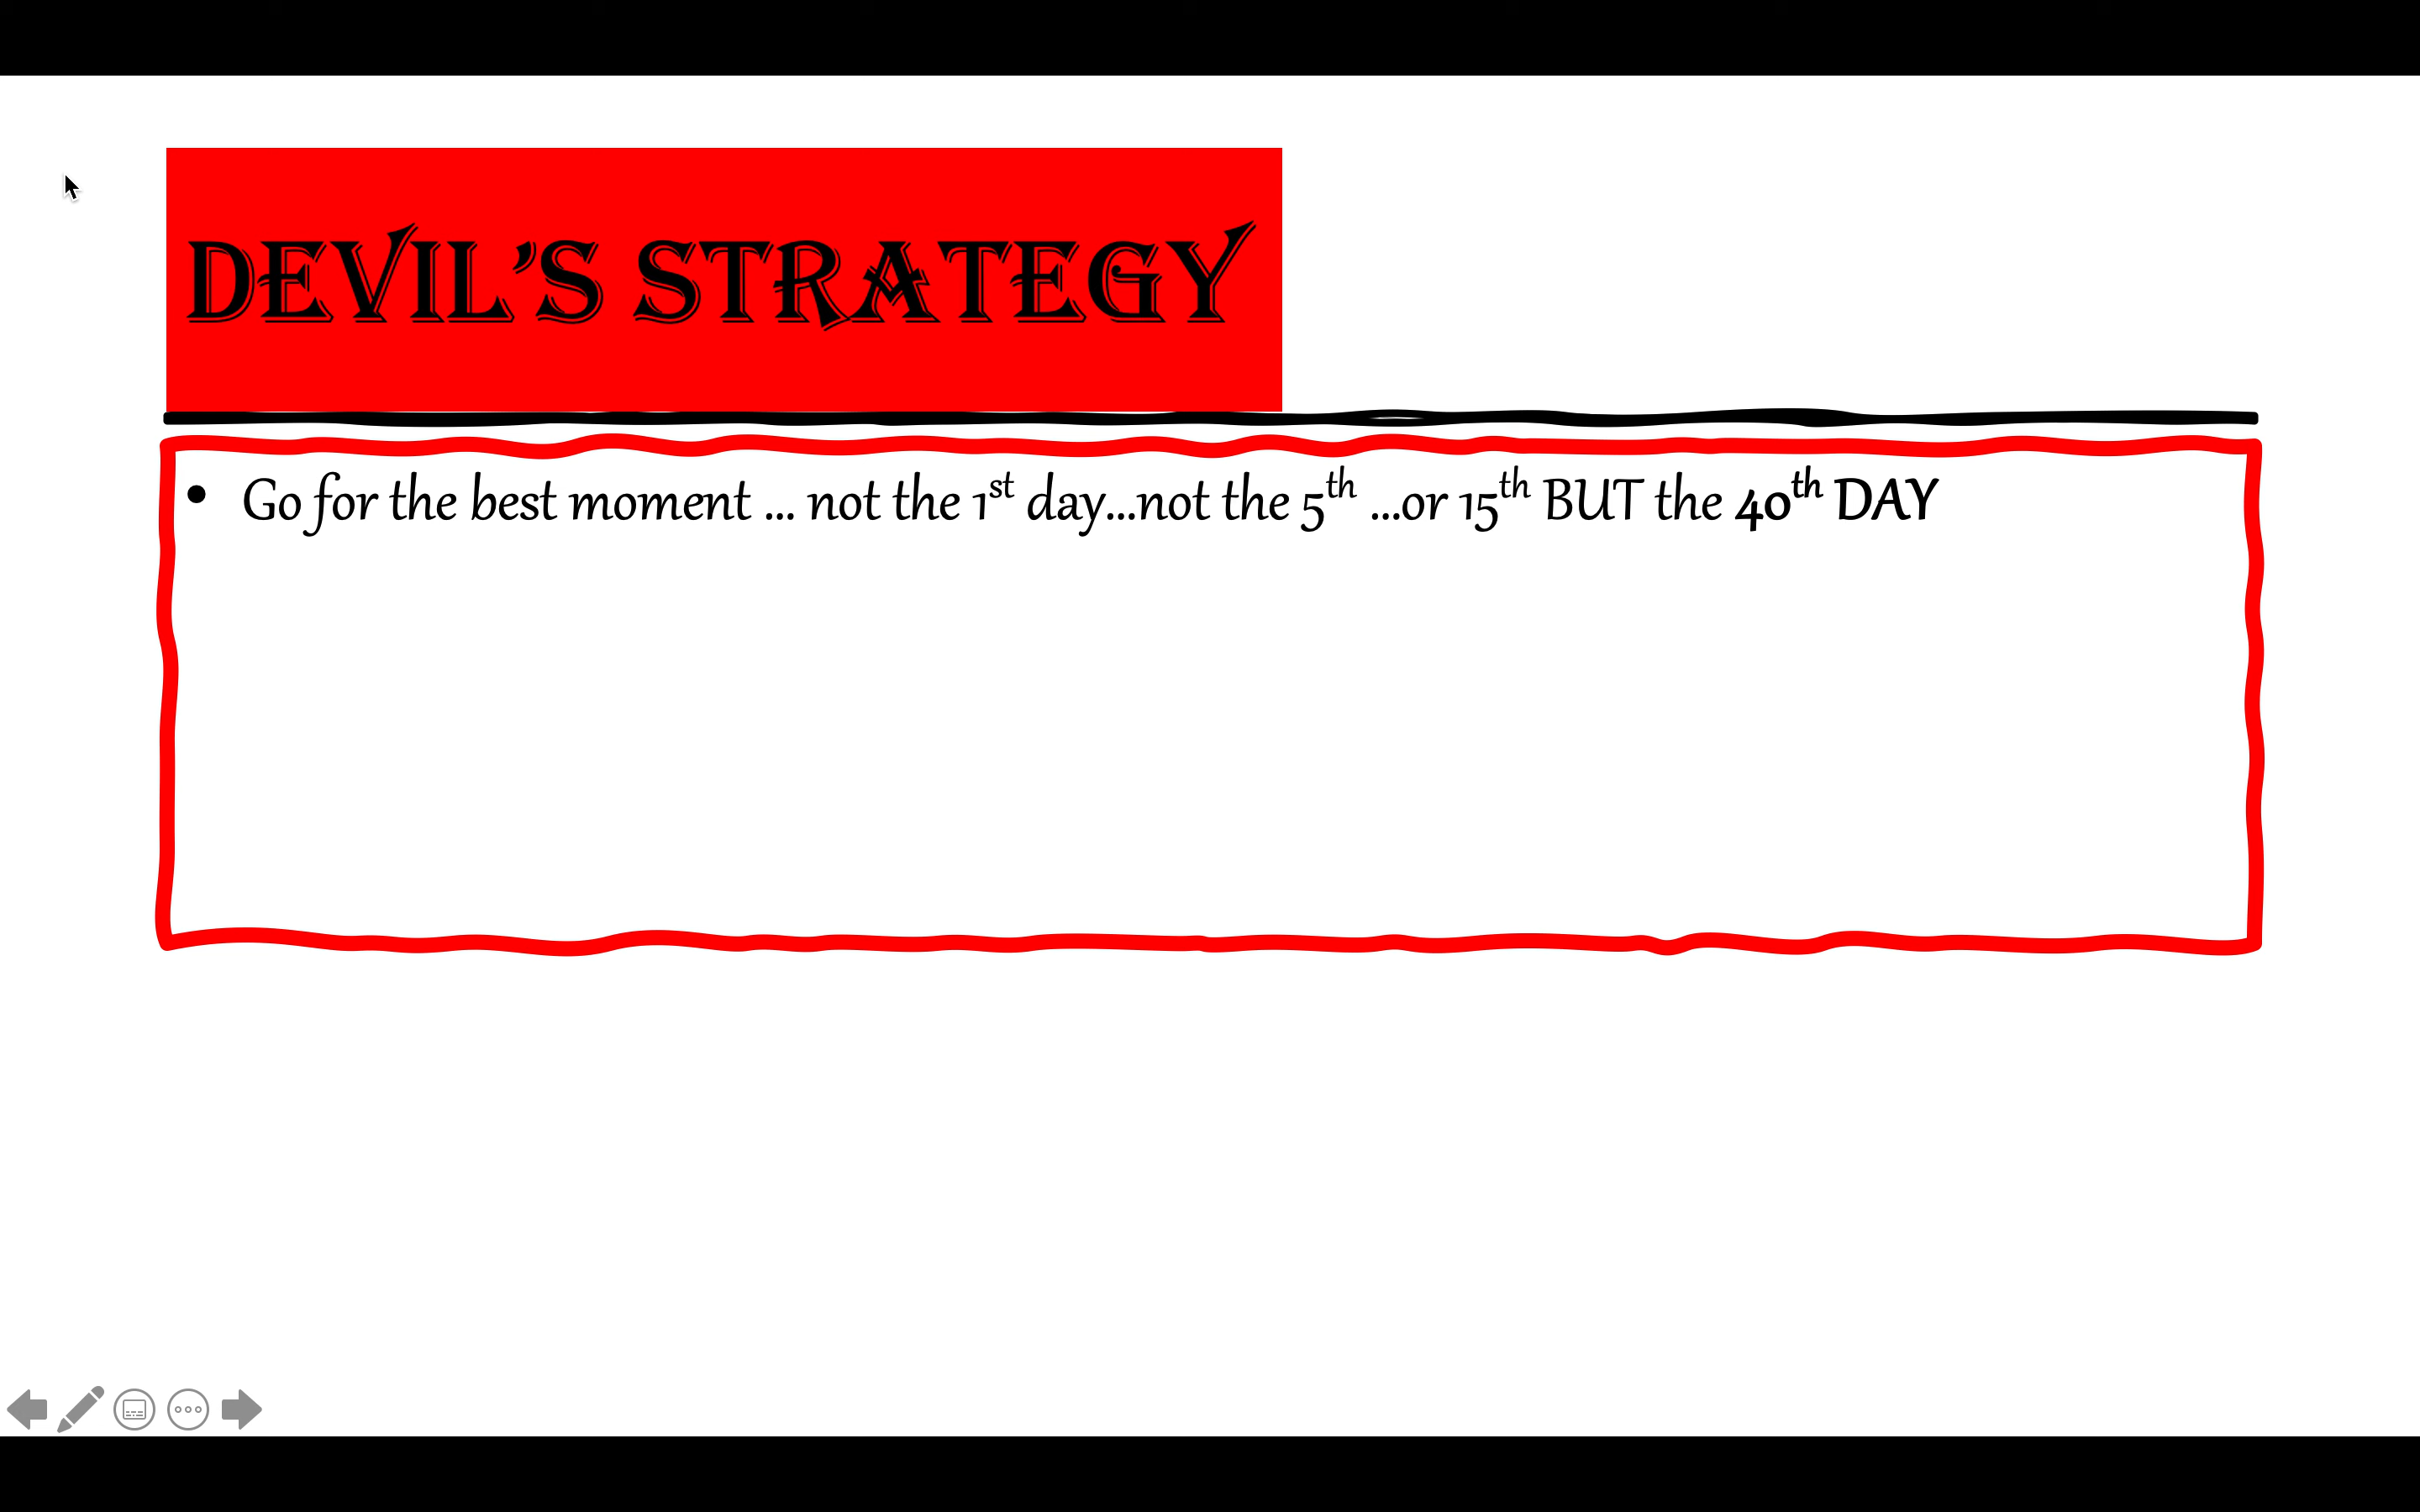 DEVIL'S STRATEGY
• Go for the best moment ... not the 1st day...not the 5th ...or 15th BUT the 40th DAY